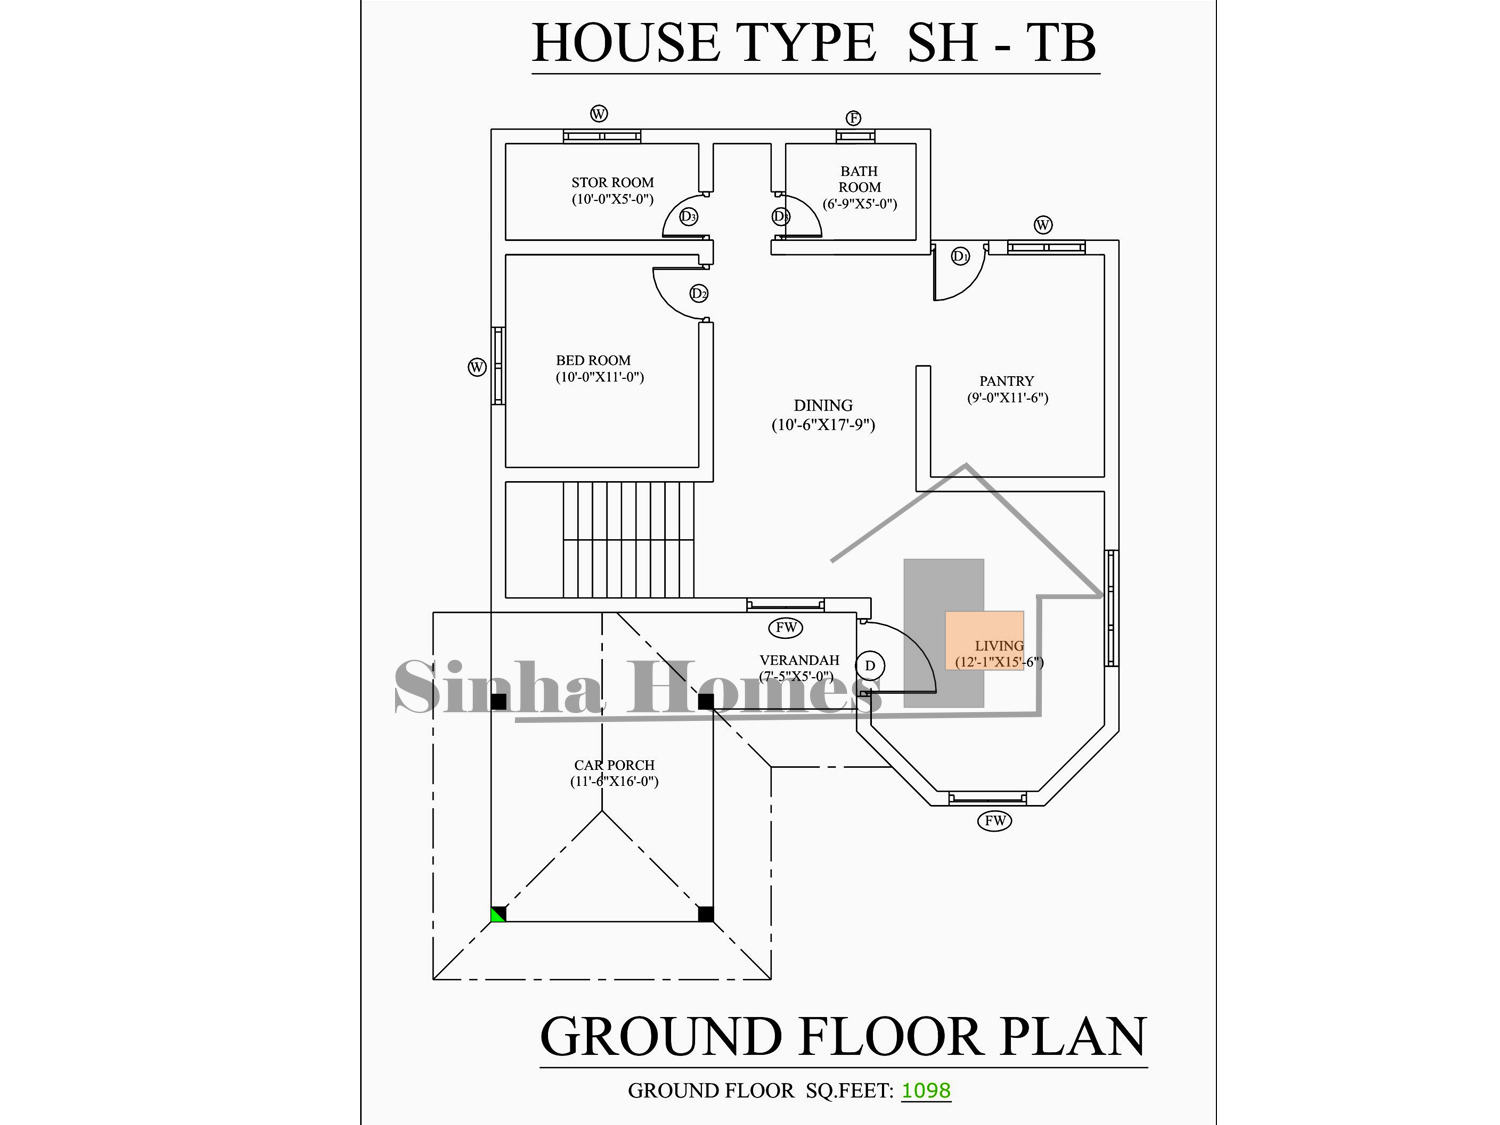 HOUSE TYPE SH - TB
W
F
STOR ROOM
(10'-0"X5'-0")
BATH
ROOM
(6'-9"X5'-0")
D3
D3
W
D1
D2
BED ROOM
(10'-0"X11'-0")
W
PANTRY
(9'-0"X11'-6")
DINING
(10'-6"X17'-9")
FW
VERANDAH
(7'-5"X5'-0")
D
LIVING
(12'-1"X15'-6")
Sinha Homes
CAR PORCH
(11'-6"X16'-0")
FW
GROUND FLOOR PLAN
GROUND FLOOR SQ.FEET: 1098